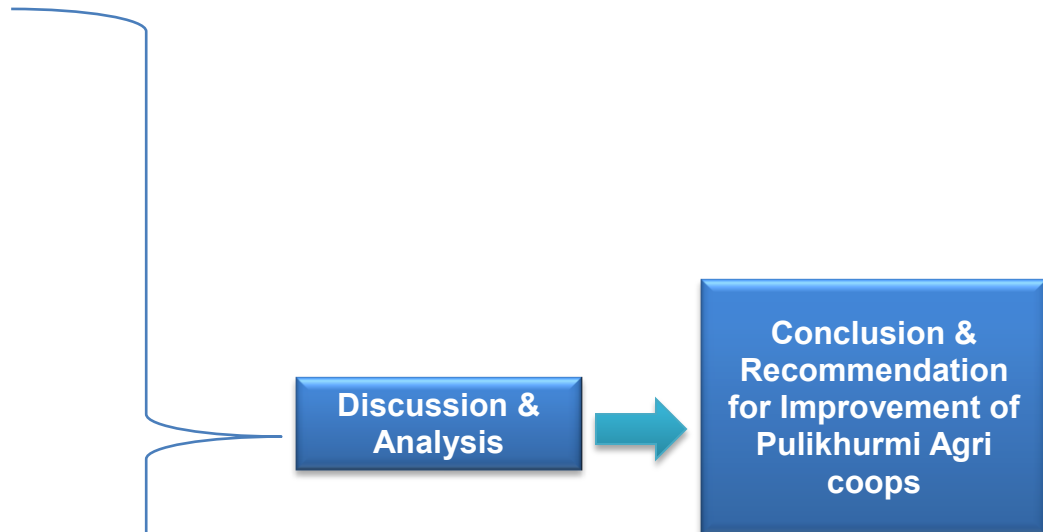 Discussion &
Analysis
Conclusion &
Recommendation
for Improvement of
Pulikhurmi Agri
coops